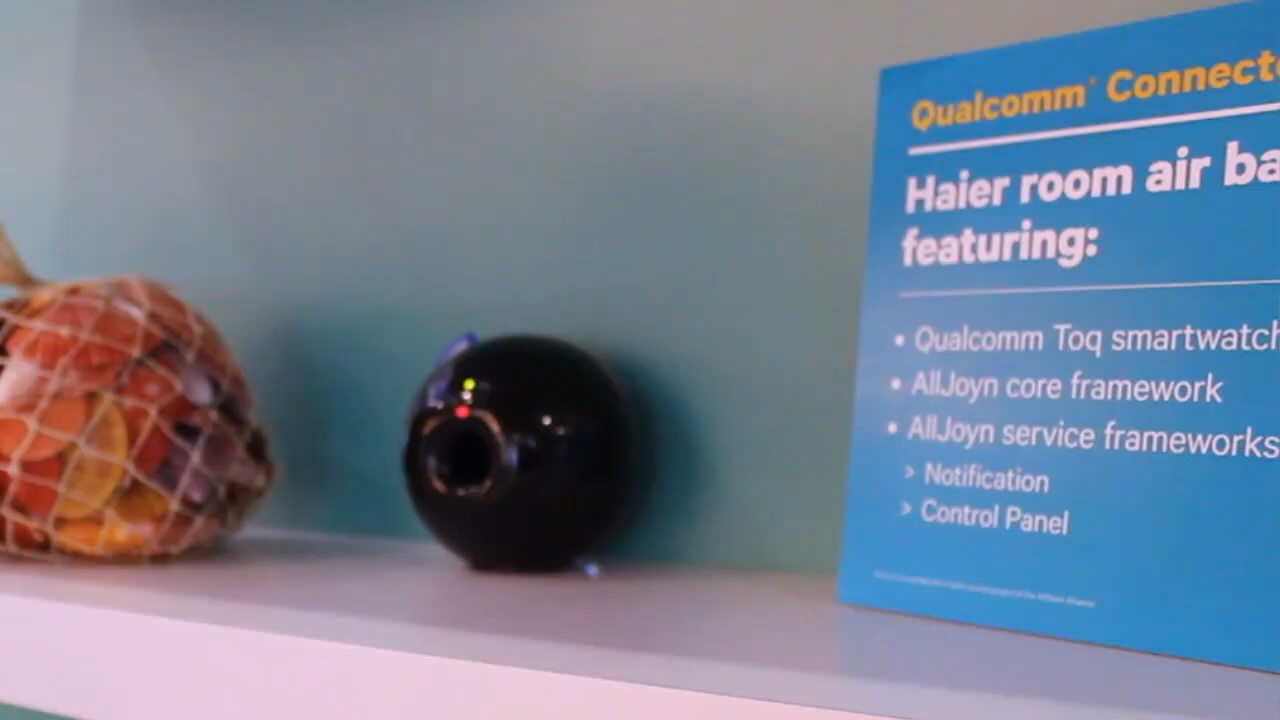 Qualcomm® Connecte
Haier room air ba
featuring:
• Qualcomm Toq smartwatch
• AllJoyn core framework
• AllJoyn service frameworks
> Notification
> Control Panel